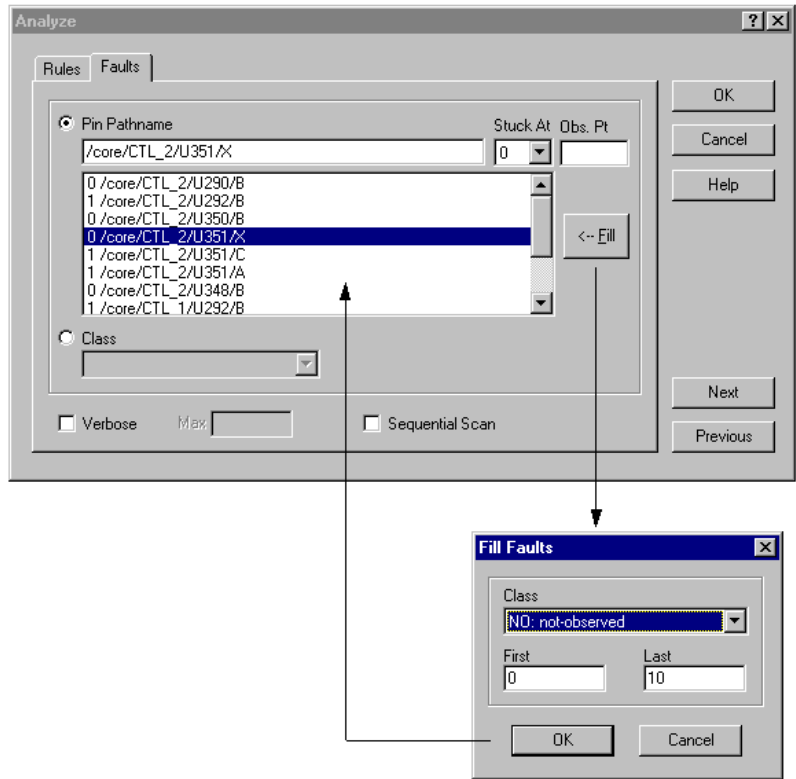 Analyze
Rules Faults
Pin Pathname Stuck At Obs. Pt
/core/CTL_2/U351/X 0
0 /core/CTL_2/U290/B
1 /core/CTL_2/U292/B
0 /core/CTL_2/U350/B
0 /core/CTL_2/U351/X
1 /core/CTL_2/U351/C
1 /core/CTL_2/U351/A
0 /core/CTL_2/U348/B
1 /core/CTL_1/U292/B
<-- Fill
Class
Verbose Max Sequential Scan
OK
Cancel
Help
Next
Previous
Fill Faults
Class
NO: not-observed
First Last
0 10
OK Cancel